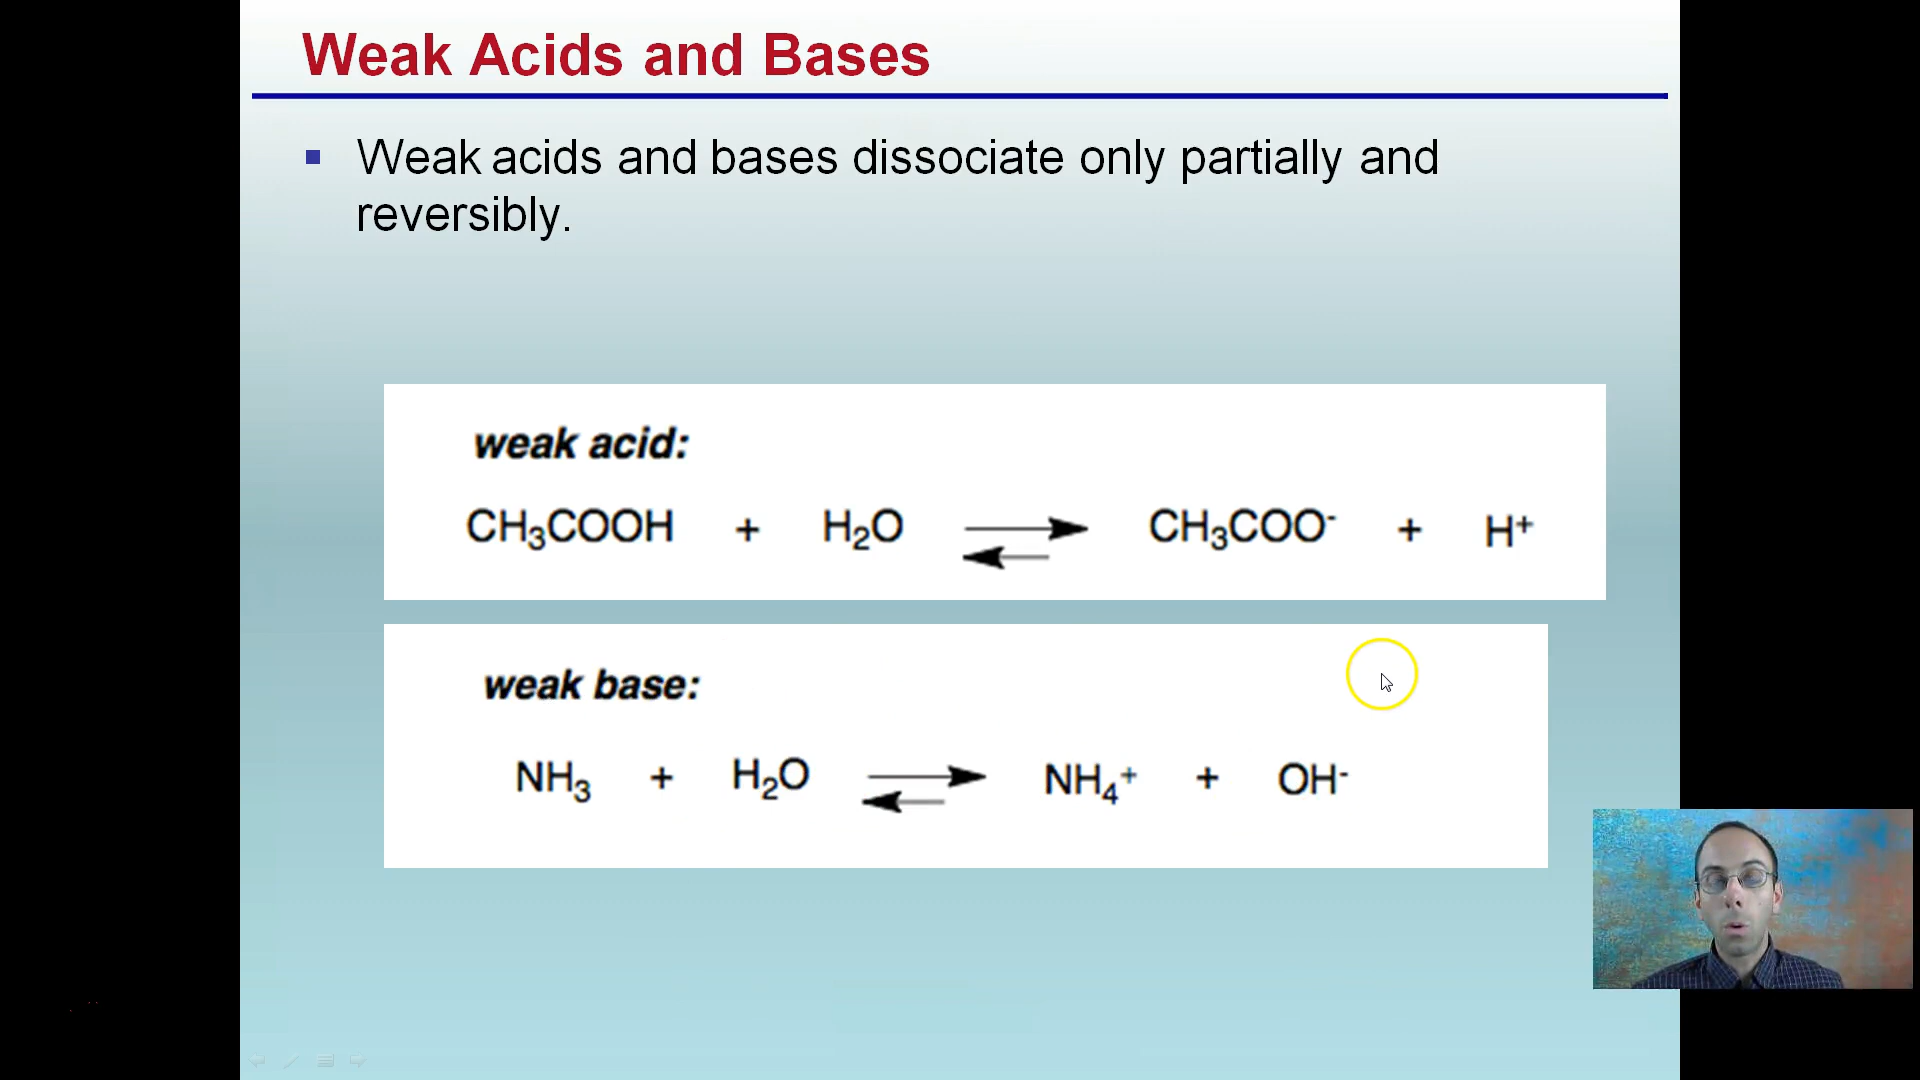 Weak Acids and Bases
▪ Weak acids and bases dissociate only partially and
reversibly.
weak acid:
CH₃COOH + H₂O ⇌ CH₃COO⁻ + H⁺
weak base:
NH₃ + H₂O ⇌ NH₄⁺ + OH⁻